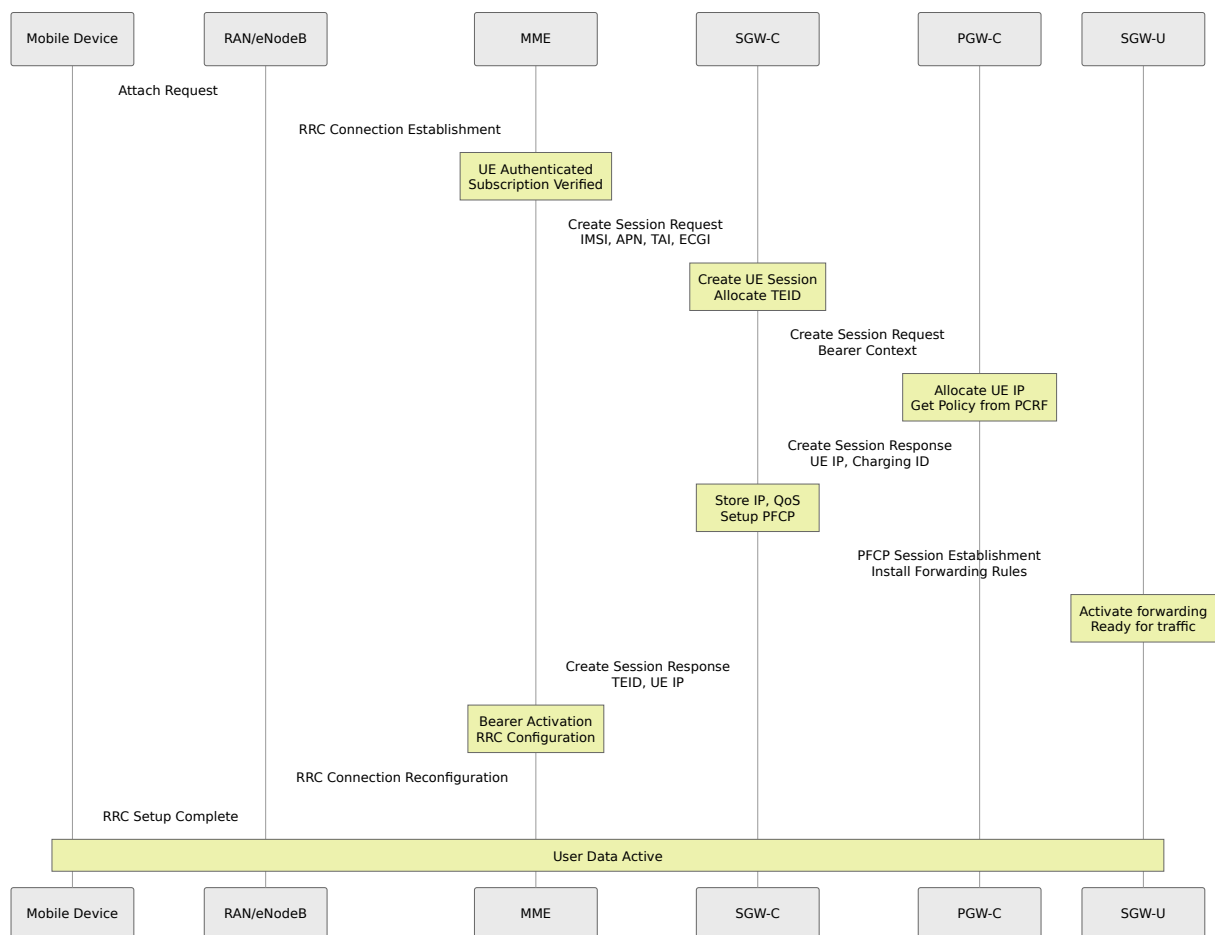 Mobile Device
RAN/eNodeB
MME
SGW-C
PGW-C
SGW-U
Attach Request
RRC Connection Establishment
UE Authenticated
Subscription Verified
Create Session Request
IMSI, APN, TAI, ECGI
Create UE Session
Allocate TEID
Create Session Request
Bearer Context
Allocate UE IP
Get Policy from PCRF
Create Session Response
UE IP, Charging ID
Store IP, QoS
Setup PFCP
PFCP Session Establishment
Install Forwarding Rules
Activate forwarding
Ready for traffic
Create Session Response
TEID, UE IP
Bearer Activation
RRC Configuration
RRC Connection Reconfiguration
RRC Setup Complete
User Data Active
Mobile Device
RAN/eNodeB
MME
SGW-C
PGW-C
SGW-U